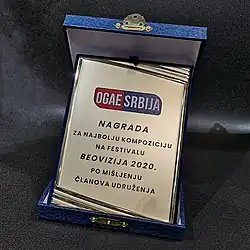 OGAE SRBIJA
NAGRADA
ZA NAJBOLJU KOMPOZICIJU
NA FESTIVALU
BEOVIZIJA 2020.
PO MIŠLJENJU
ČLANOVA UDRUŽENJA